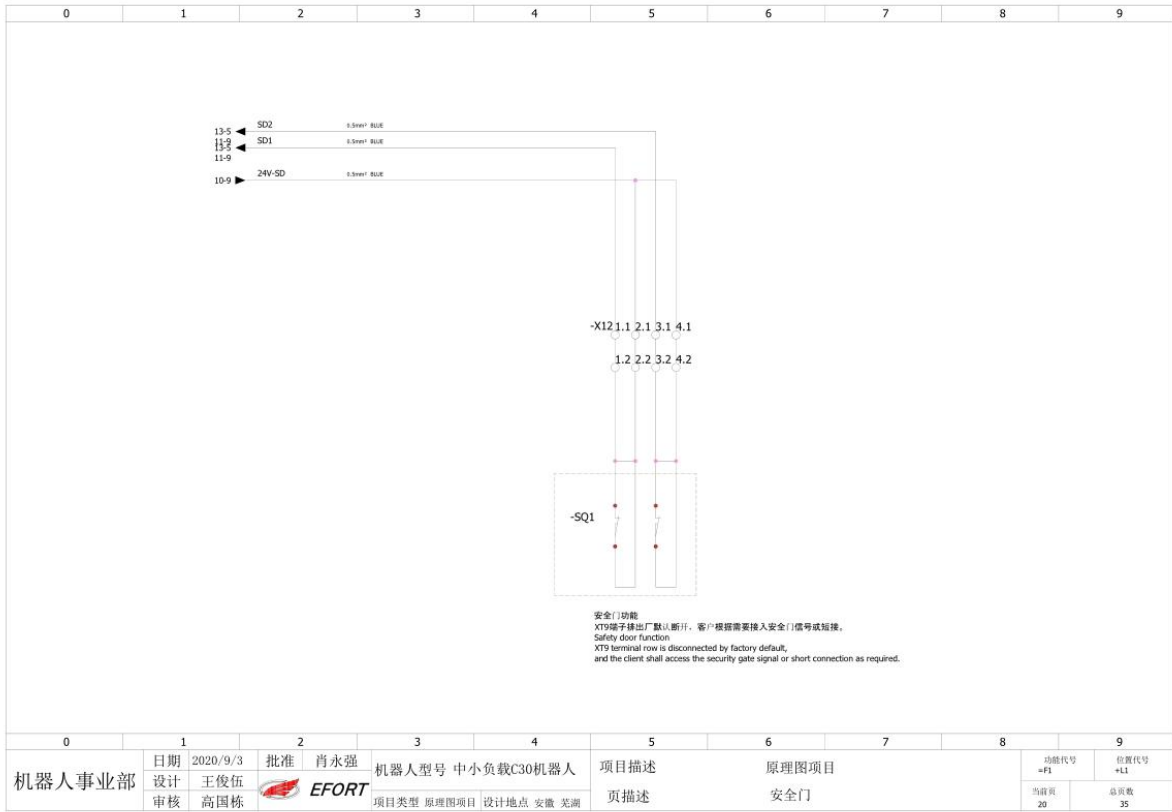 0 1 2 3 4 5 6 7 8 9
13-5 SD2 0.5mm² BLUE
11-9
13-5 SD1 0.5mm² BLUE
11-9
10-9 24V-SD 0.5mm² BLUE
-X12 1.1 2.1 3.1 4.1
1.2 2.2 3.2 4.2
-SQ1
安全门功能
XT9端子排出厂默认断开，客户根据需要接入安全门信号或短接。
Safety door function
XT9 terminal row is disconnected by factory default,
and the client shall access the security gate signal or short connection as required.
0 1 2 3 4 5 6 7 8 9
机器人事业部
日期 2020/9/3 批准 肖永强
设计 王俊伍
审核 高国栋
EFORT
机器人型号 中小负载C30机器人
项目类型 原理图项目 设计地点 安徽 芜湖
项目描述 原理图项目
页描述 安全门
功能代号 位置代号
=F1 +L1
当前页 总页数
20 35